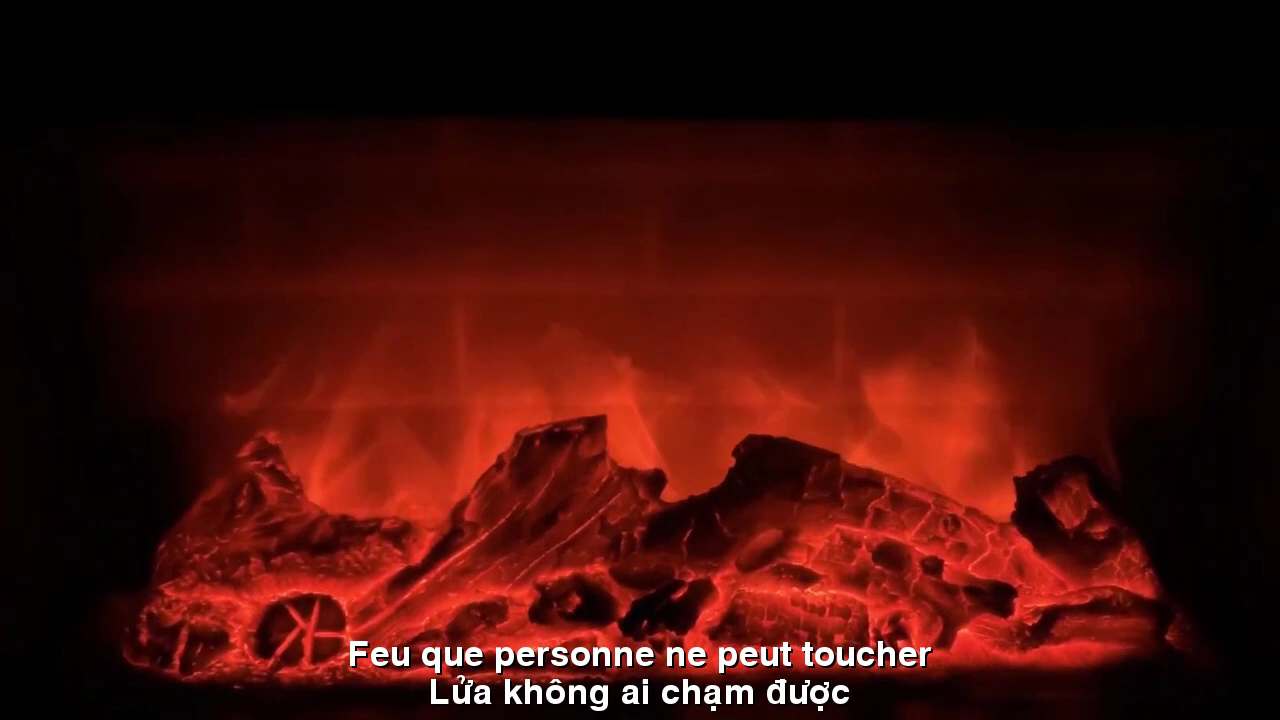 Feu que personne ne peut toucher
Lửa không ai chạm được